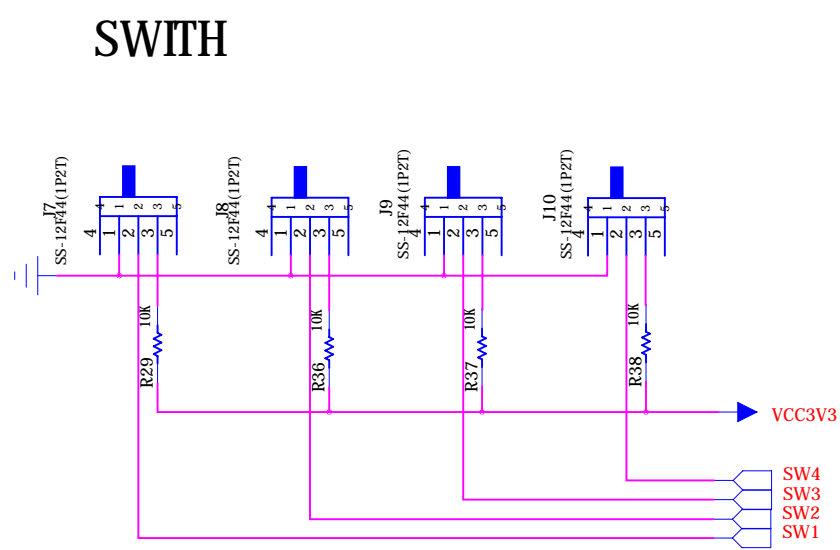 SWITH
J7
SS-12F44(1P2T)
4 1 2 3 5
4 1 2 3 5
J8
SS-12F44(1P2T)
4 1 2 3 5
4 1 2 3 5
J9
SS-12F44(1P2T)
4 1 2 3 5
4 1 2 3 5
J10
SS-12F44(1P2T)
4 1 2 3 5
4 1 2 3 5
R29 10K
R36 10K
R37 10K
R38 10K
VCC3V3
SW4
SW3
SW2
SW1